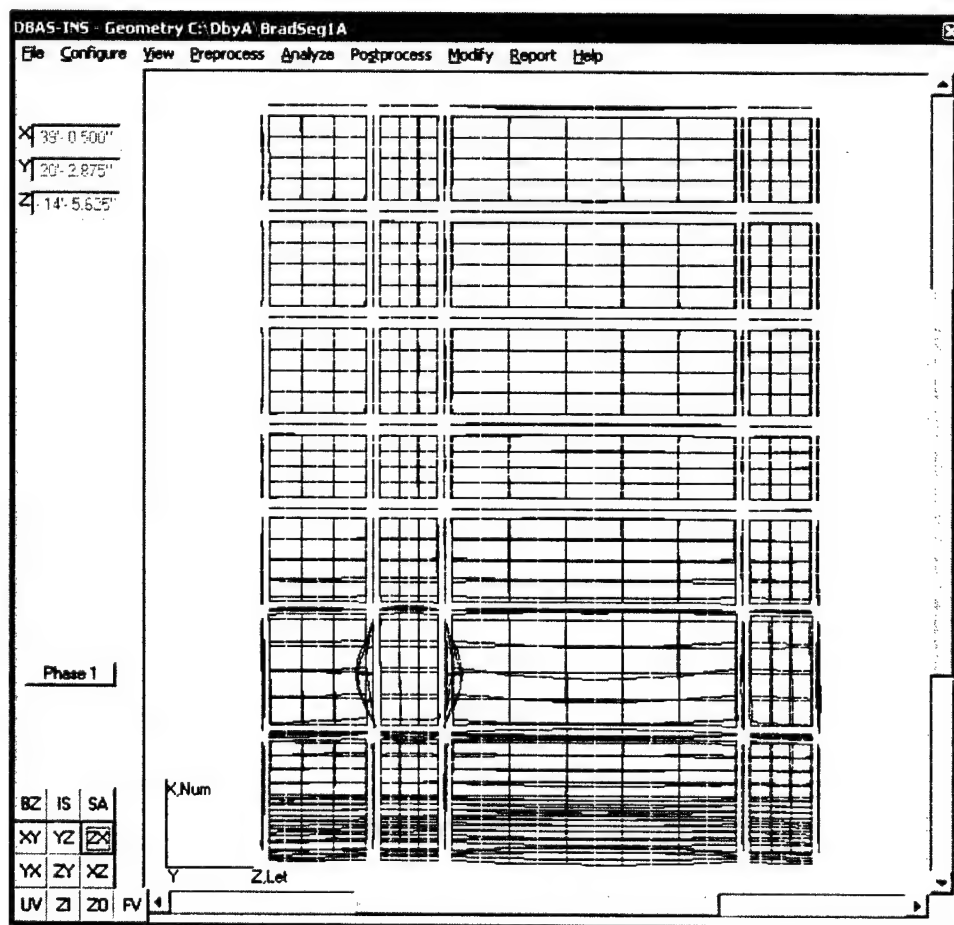 DBAS-INS - Geometry C:\DbyA\BradSeg1A
File Configure View Preprocess Analyze Postprocess Modify Report Help
X 39'- 0.500"
Y 20'- 2.875"
Z - 14'- 5.625"
Phase 1
X,Num
Y Z,Let
BZ IS SA
XY YZ ZX
YX ZY XZ
UV ZI ZO FV